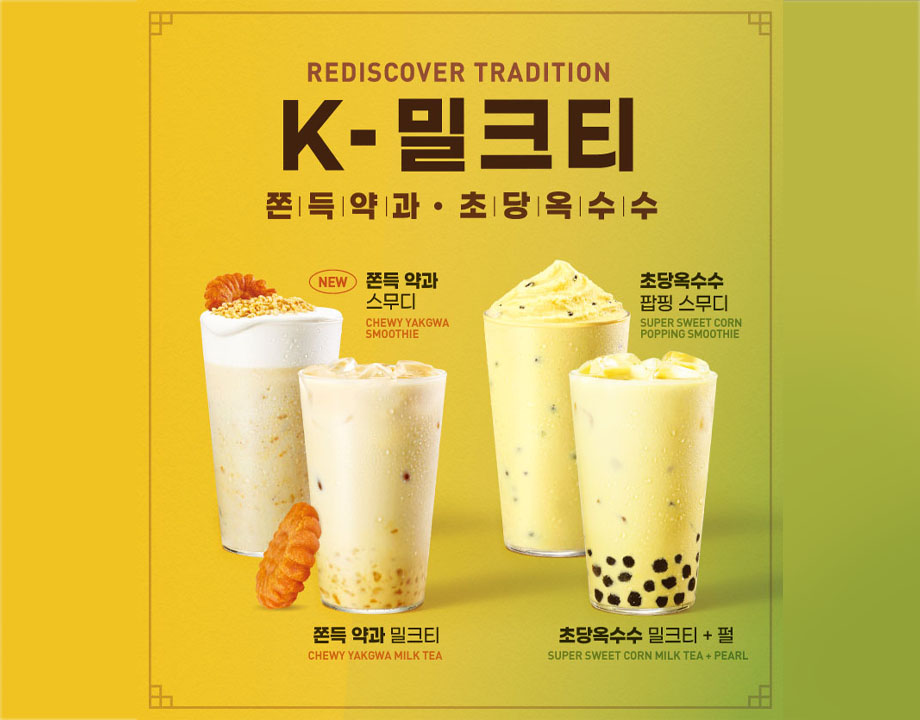 REDISCOVER TRADITION
K-밀크티
쫀득약과 · 초당옥수수
NEW
쫀득 약과
스무디
CHEWY YAKGWA
SMOOTHIE
초당옥수수
팝핑 스무디
SUPER SWEET CORN
POPPING SMOOTHIE
쫀득 약과 밀크티
CHEWY YAKGWA MILK TEA
초당옥수수 밀크티 + 펄
SUPER SWEET CORN MILK TEA + PEARL